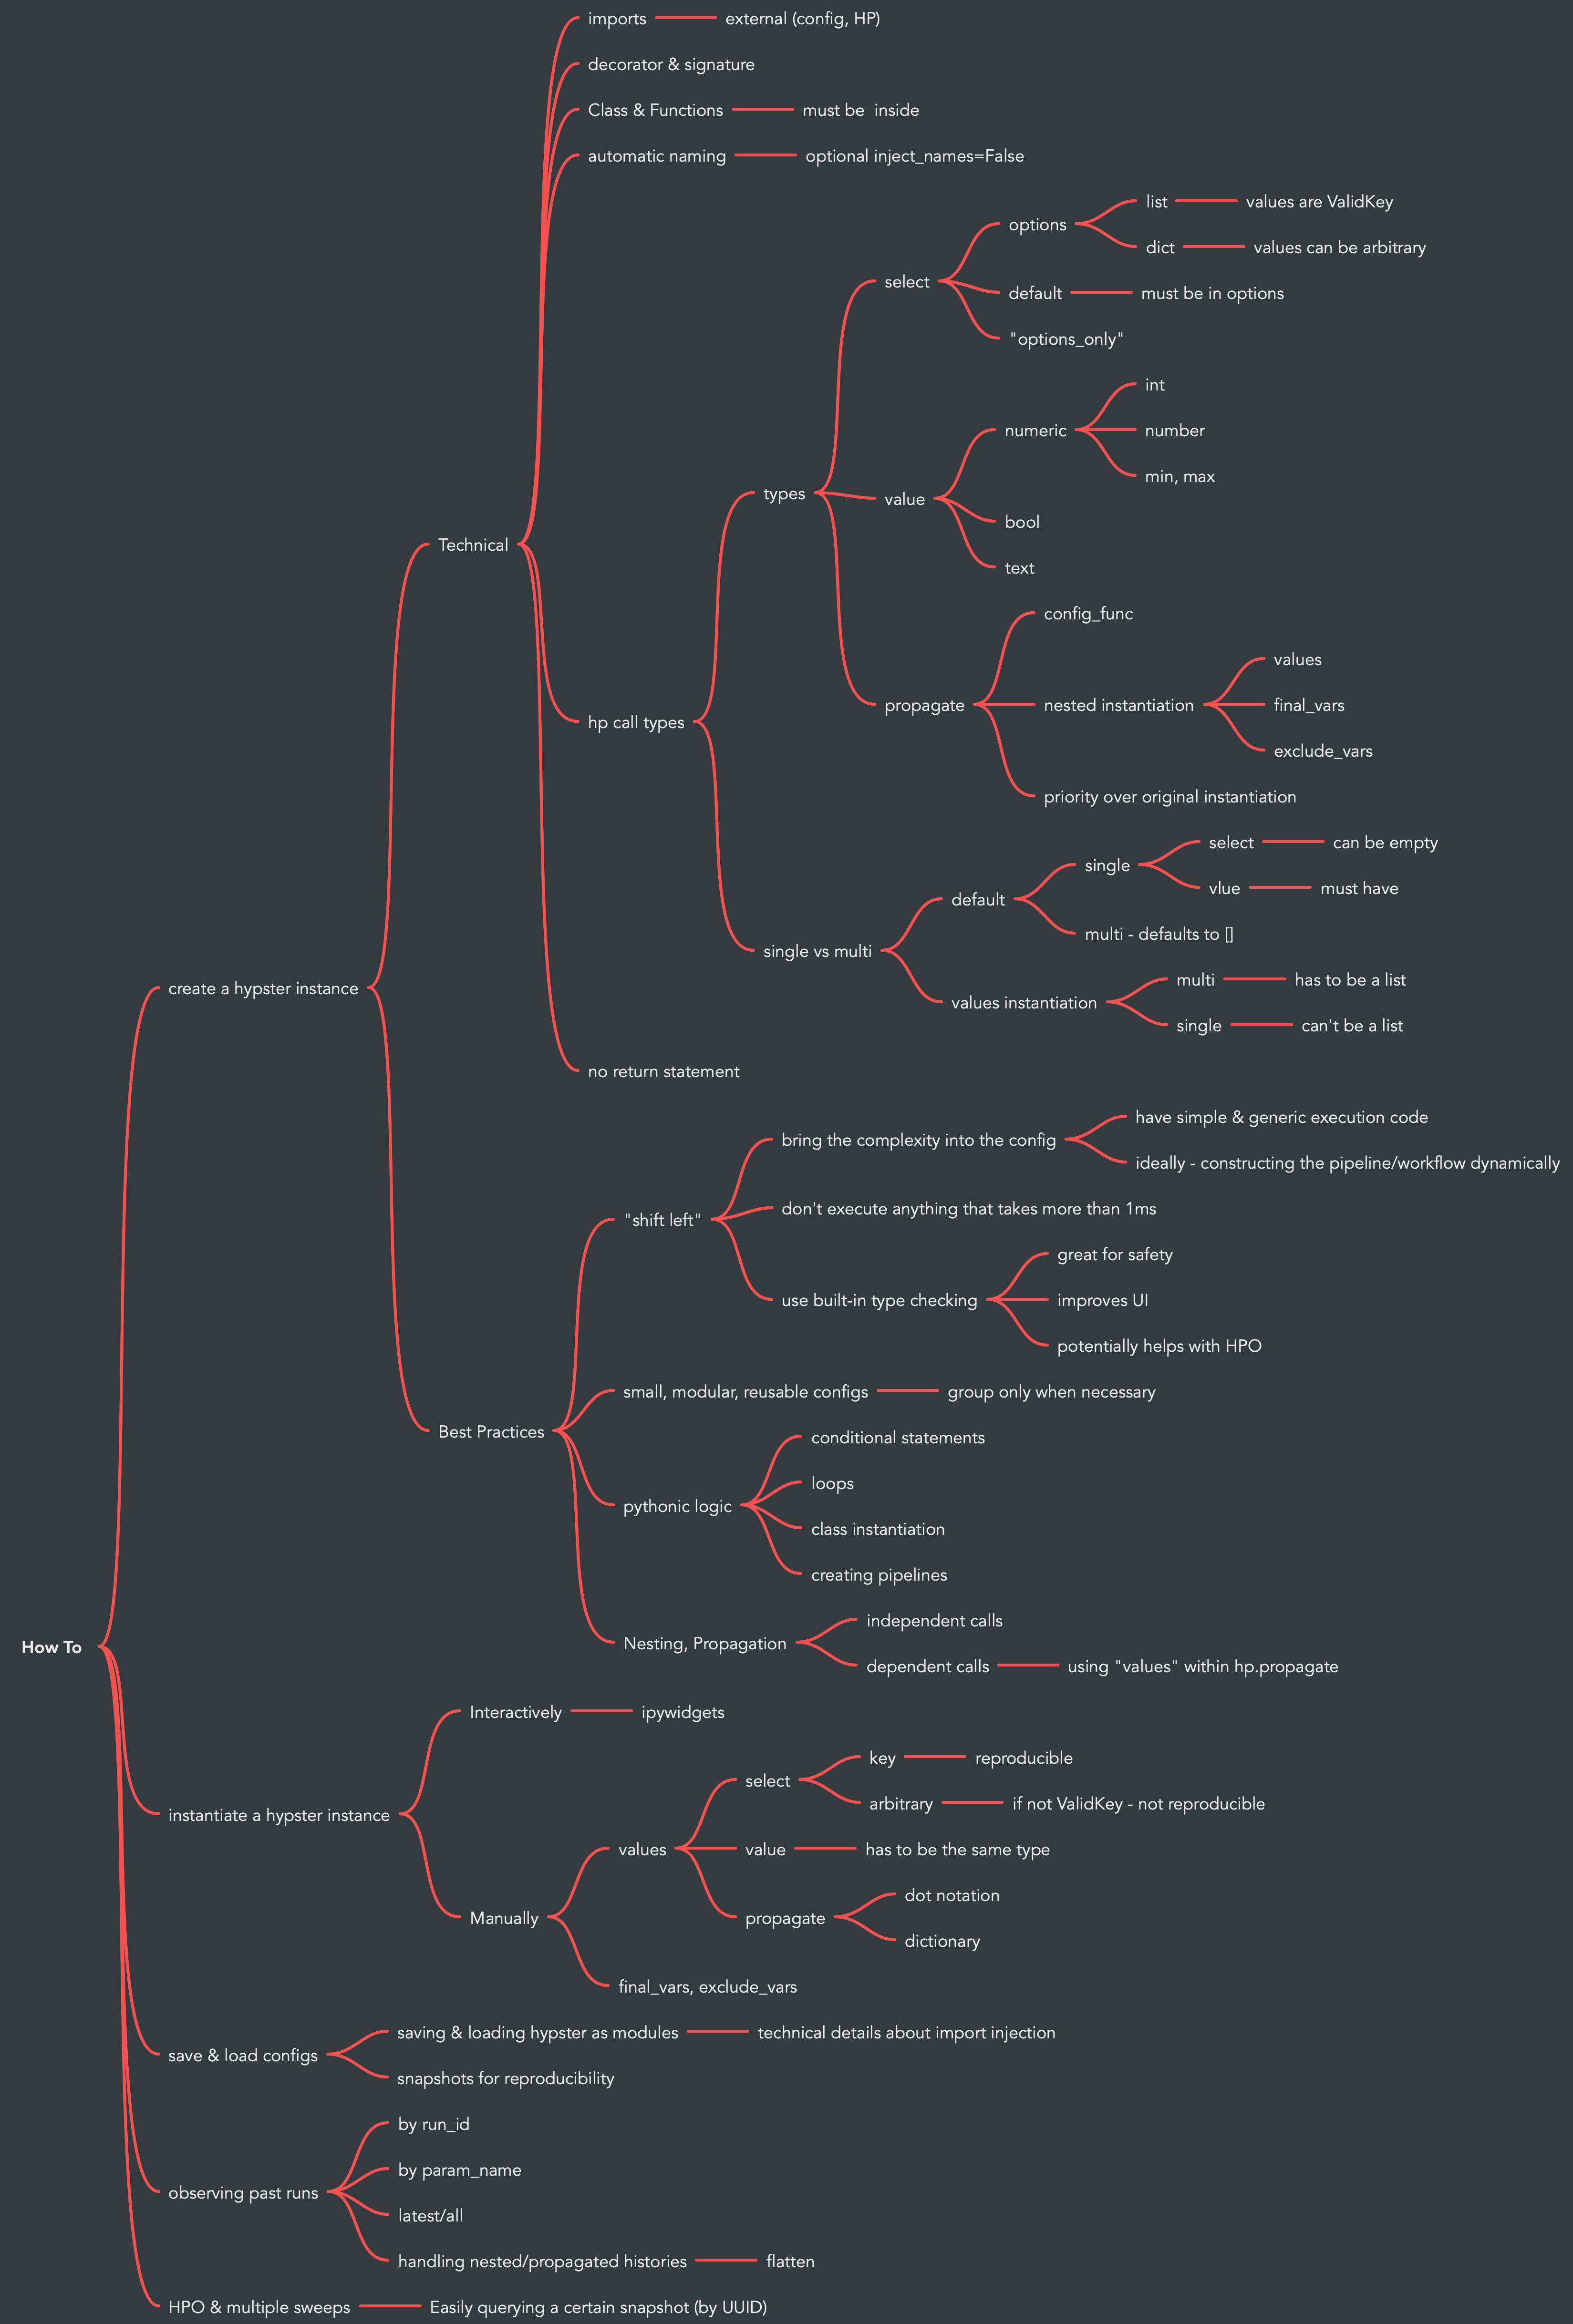 imports
external (config, HP)
decorator & signature
Class & Functions
must be  inside
automatic naming
optional inject_names=False
list
values are ValidKey
options
dict
values can be arbitrary
select
default
must be in options
"options_only"
int
numeric
number
min, max
types
value
bool
text
Technical
config_func
values
propagate
nested instantiation
final_vars
hp call types
exclude_vars
priority over original instantiation
select
can be empty
single
vlue
must have
default
multi - defaults to []
single vs multi
multi
has to be a list
values instantiation
single
can't be a list
create a hypster instance
no return statement
have simple & generic execution code
bring the complexity into the config
ideally - constructing the pipeline/workflow dynamically
"shift left"
don't execute anything that takes more than 1ms
great for safety
use built-in type checking
improves UI
potentially helps with HPO
small, modular, reusable configs
group only when necessary
Best Practices
conditional statements
loops
pythonic logic
class instantiation
creating pipelines
independent calls
Nesting, Propagation
dependent calls
using "values" within hp.propagate
How To
Interactively
ipywidgets
key
reproducible
select
arbitrary
if not ValidKey - not reproducible
instantiate a hypster instance
values
value
has to be the same type
dot notation
Manually
propagate
dictionary
final_vars, exclude_vars
saving & loading hypster as modules
technical details about import injection
save & load configs
snapshots for reproducibility
by run_id
by param_name
observing past runs
latest/all
handling nested/propagated histories
flatten
HPO & multiple sweeps
Easily querying a certain snapshot (by UUID)